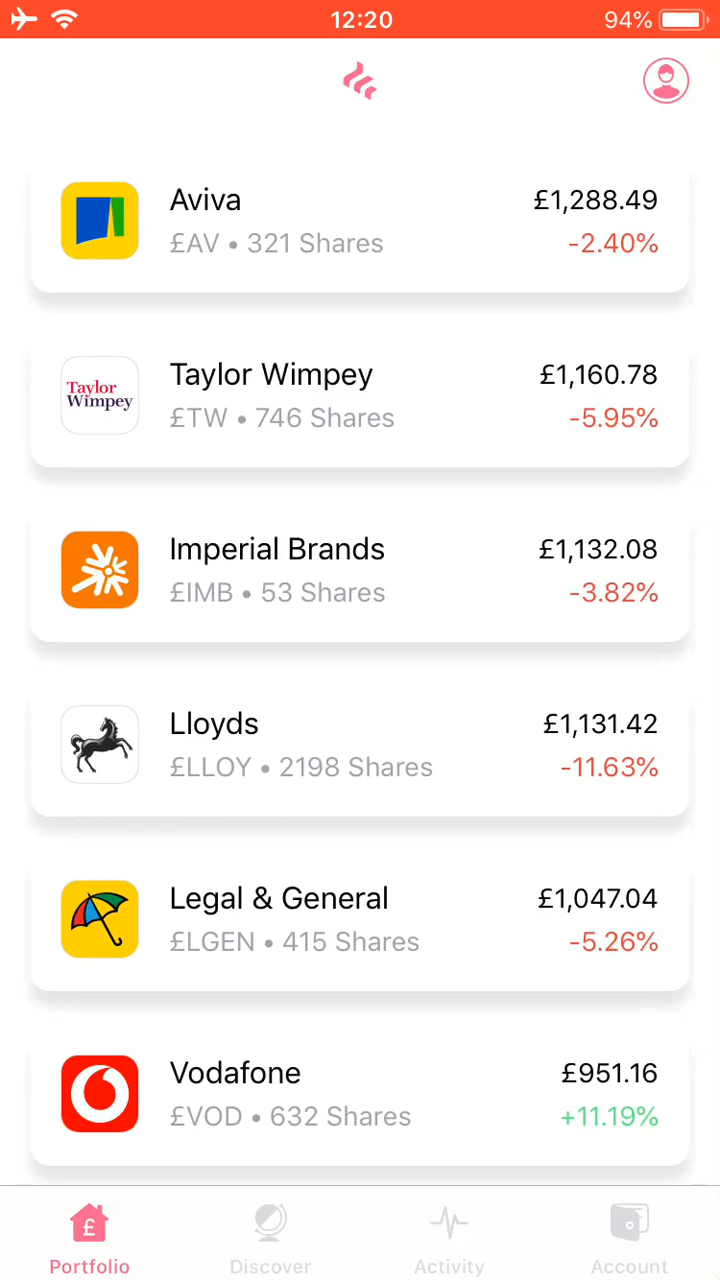 12:20
94%
Aviva
£1,288.49
£AV • 321 Shares
-2.40%
Taylor Wimpey
Taylor Wimpey
£1,160.78
£TW • 746 Shares
-5.95%
Imperial Brands
£1,132.08
£IMB • 53 Shares
-3.82%
Lloyds
£1,131.42
£LLOY • 2198 Shares
-11.63%
Legal & General
£1,047.04
£LGEN • 415 Shares
-5.26%
Vodafone
£951.16
£VOD • 632 Shares
+11.19%
£
Portfolio
Discover
Activity
Account